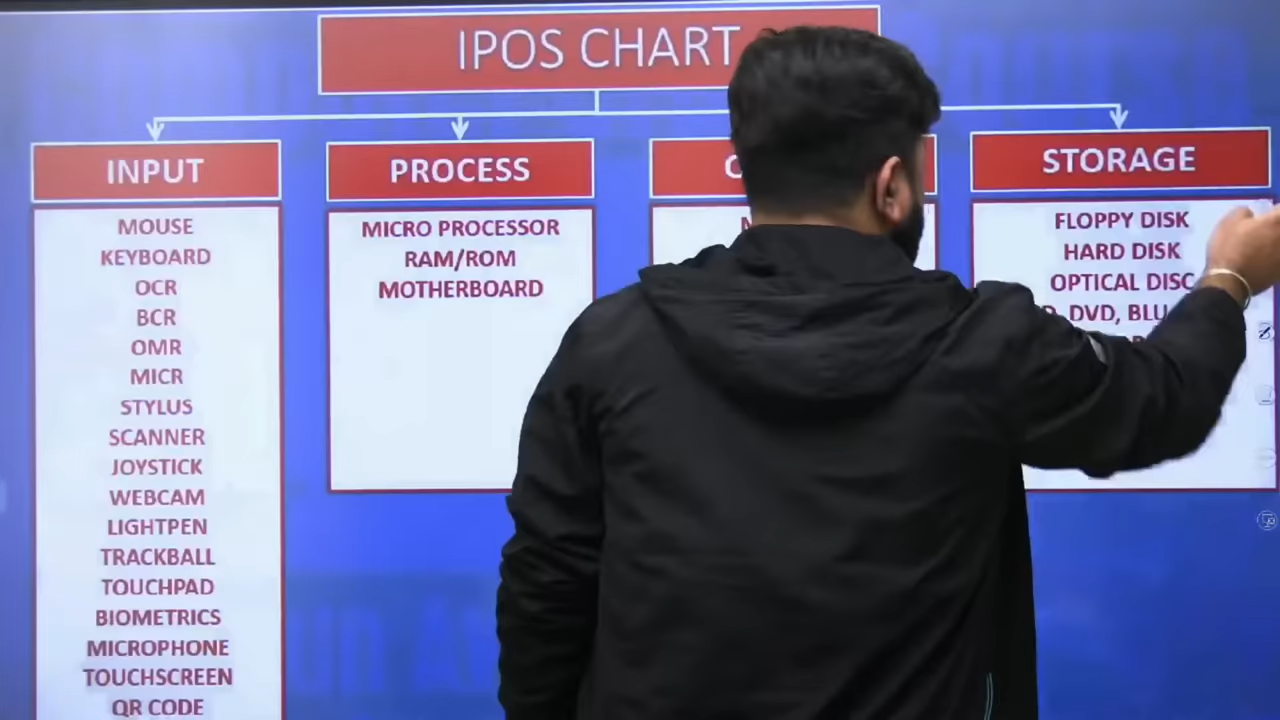 IPOS CHART
INPUT
MOUSE
KEYBOARD
OCR
BCR
OMR
MICR
STYLUS
SCANNER
JOYSTICK
WEBCAM
LIGHTPEN
TRACKBALL
TOUCHPAD
BIOMETRICS
MICROPHONE
TOUCHSCREEN
QR CODE
PROCESS
MICRO PROCESSOR
RAM/ROM
MOTHERBOARD
STORAGE
FLOPPY DISK
HARD DISK
OPTICAL DISC
DVD,